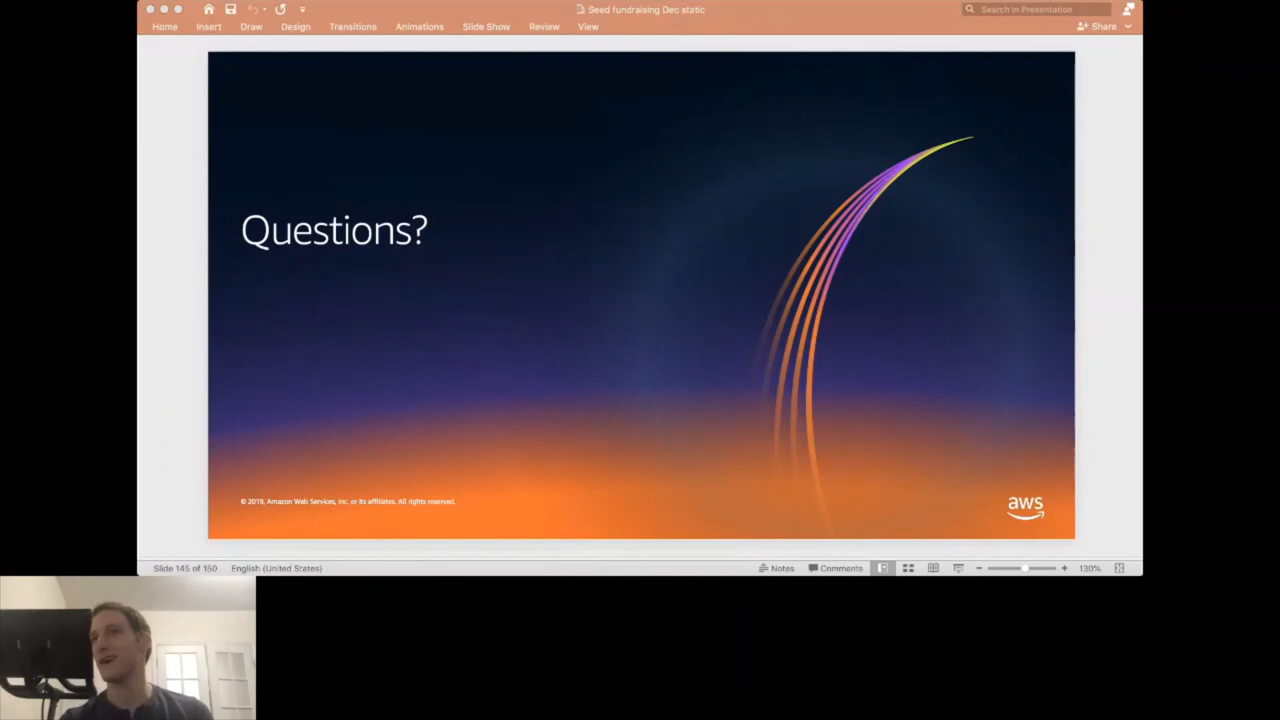 Seed fundraising Dec static
Search in Presentation
Home Insert Draw Design Transitions Animations Slide Show Review View
Share
Questions?
© 2019, Amazon Web Services, Inc. or its affiliates. All rights reserved.
aws
Slide 145 of 150 English (United States) Notes Comments 130%